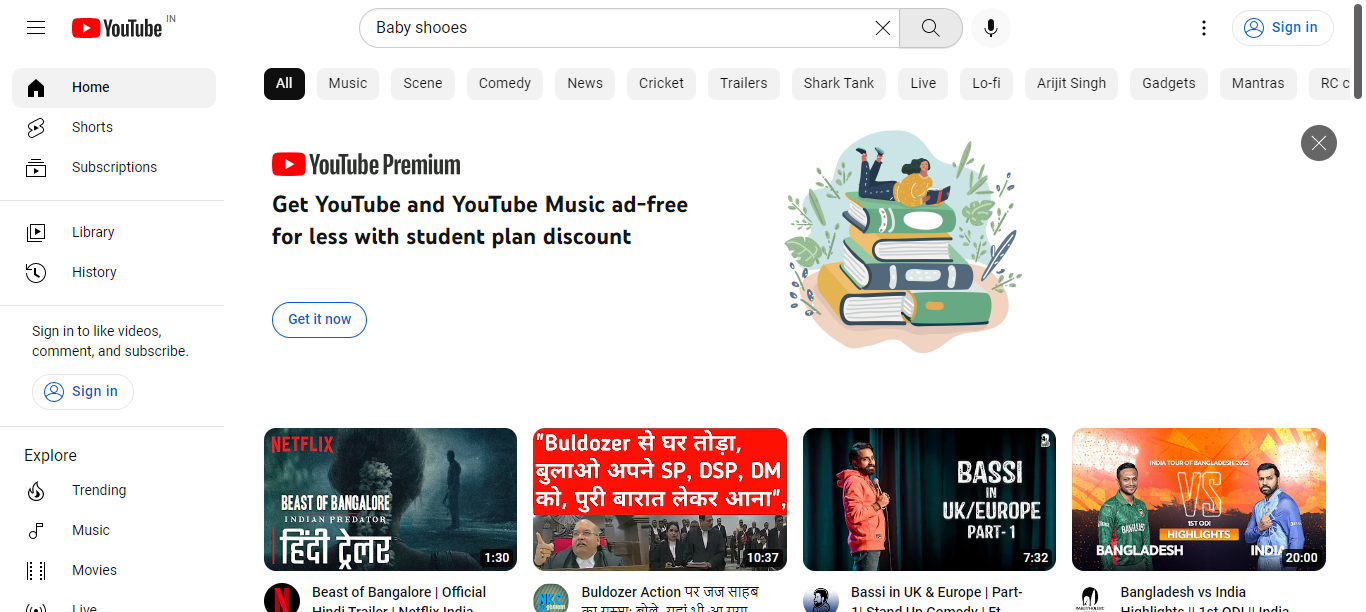 YouTube IN
Baby shooes
Sign in
Home
Shorts
Subscriptions
Library
History
Sign in to like videos,
comment, and subscribe.
Sign in
Explore
Trending
Music
Movies
Live
All Music Scene Comedy News Cricket Trailers Shark Tank Live Lo-fi Arijit Singh Gadgets Mantras RC c
YouTube Premium
Get YouTube and YouTube Music ad-free
for less with student plan discount
Get it now
NETFLIX
BEAST OF BANGALORE
INDIAN PREDATOR
हिंदी ट्रेलर
1:30
Beast of Bangalore | Official
Hindi Trailer | Netflix India
"Buldozer से घर तोड़ा,
बुलाओ अपने SP, DSP, DM
को, पुरी बारात लेकर आना",
10:37
Buldozer Action पर जज साहब
BASSI
IN
UK/EUROPE
PART-1
7:32
Bassi in UK & Europe | Part-
1| Stand Up Comedy | Ft
INDIA TOUR OF BANGLADESH, 2022
VS
1ST ODI
HIGHLIGHTS
BANGLADESH
INDIA
20:00
Bangladesh vs India
Highlights || 1st ODI || India